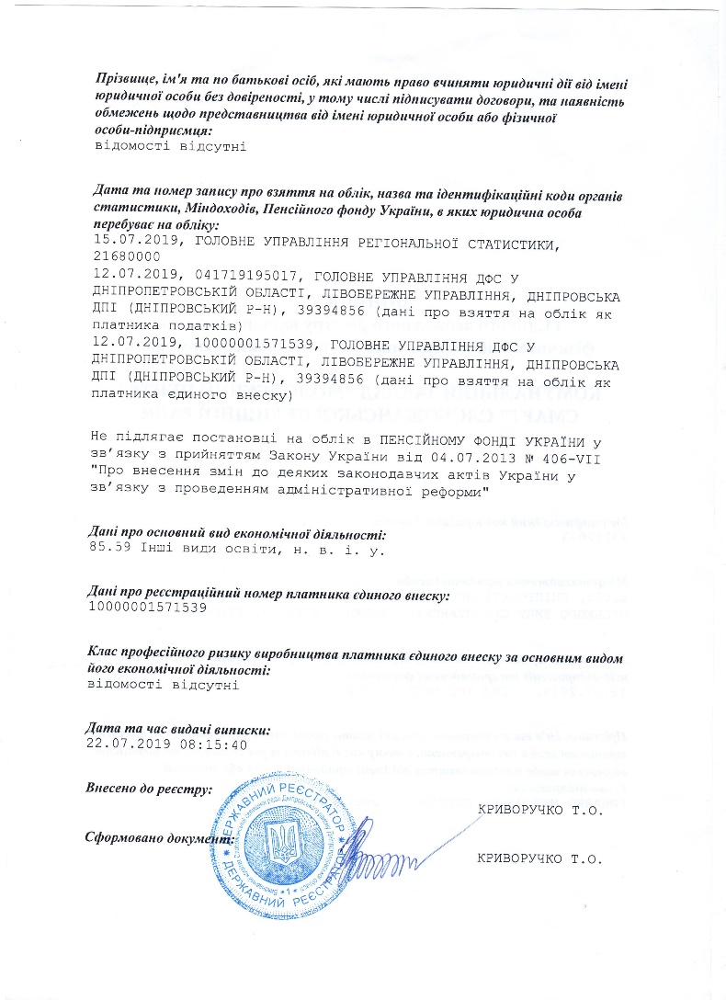 Прізвище, ім'я та по батькові осіб, які мають право вчиняти юридичні дії від імені
юридичної особи без довіреності, у тому числі підписувати договори, та наявність
обмежень щодо представництва від імені юридичної особи або фізичної
особи-підприємця:
відомості відсутні
Дата та номер запису про взяття на облік, назва та ідентифікаційні коди органів
статистики, Міндоходів, Пенсійного фонду України, в яких юридична особа
перебуває на обліку:
15.07.2019, ГОЛОВНЕ УПРАВЛІННЯ РЕГІОНАЛЬНОЇ СТАТИСТИКИ,
21680000
12.07.2019, 041719195017, ГОЛОВНЕ УПРАВЛІННЯ ДФС У
ДНІПРОПЕТРОВСЬКІЙ ОБЛАСТІ, ЛІВОБЕРЕЖНЕ УПРАВЛІННЯ, ДНІПРОВСЬКА
ДПІ (ДНІПРОВСЬКИЙ Р-Н), 39394856 (дані про взяття на облік як
платника податків)
12.07.2019, 10000001571539, ГОЛОВНЕ УПРАВЛІННЯ ДФС У
ДНІПРОПЕТРОВСЬКІЙ ОБЛАСТІ, ЛІВОБЕРЕЖНЕ УПРАВЛІННЯ, ДНІПРОВСЬКА
ДПІ (ДНІПРОВСЬКИЙ Р-Н), 39394856 (дані про взяття на облік як
платника єдиного внеску)
Не підлягає постановці на облік в ПЕНСІЙНОМУ ФОНДІ УКРАЇНИ у
зв’язку з прийняттям Закону України від 04.07.2013 № 406-VII
"Про внесення змін до деяких законодавчих актів України у
зв’язку з проведенням адміністративної реформи"
Дані про основний вид економічної діяльності:
85.59 Інші види освіти, н. в. і. у.
Дані про реєстраційний номер платника єдиного внеску:
10000001571539
Клас професійного ризику виробництва платника єдиного внеску за основним видом
його економічної діяльності:
відомості відсутні
Дата та час видачі виписки:
22.07.2019 08:15:40
Внесено до реєстру:
КРИВОРУЧКО Т.О.
Сформовано документ:
КРИВОРУЧКО Т.О.
ДЕРЖАВНИЙ РЕЄСТРАТОР
ДЕРЖАВНИЙ РЕЄСТРАТОР
* 1 *